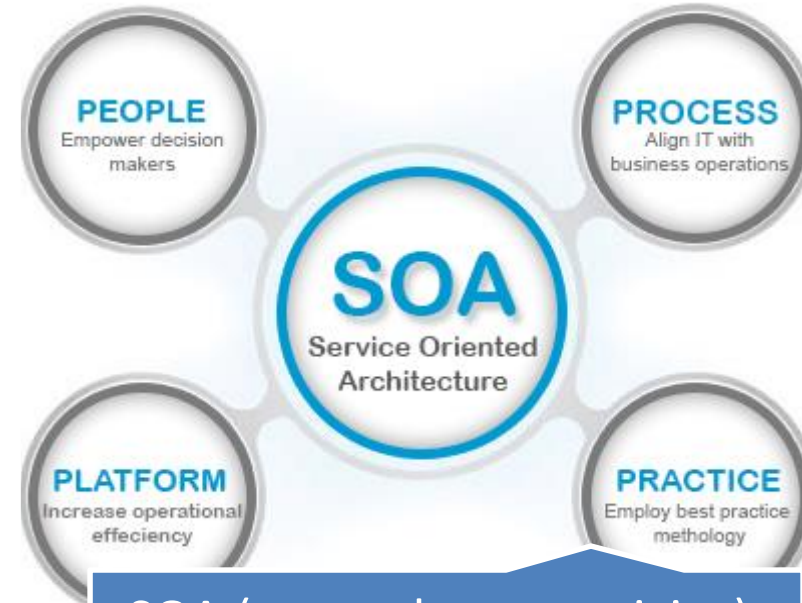 PEOPLE
Empower decision
makers
PROCESS
Align IT with
business operations
SOA
Service Oriented
Architecture
PLATFORM
Increase operational
effeciency
PRACTICE
Employ best practice
methology